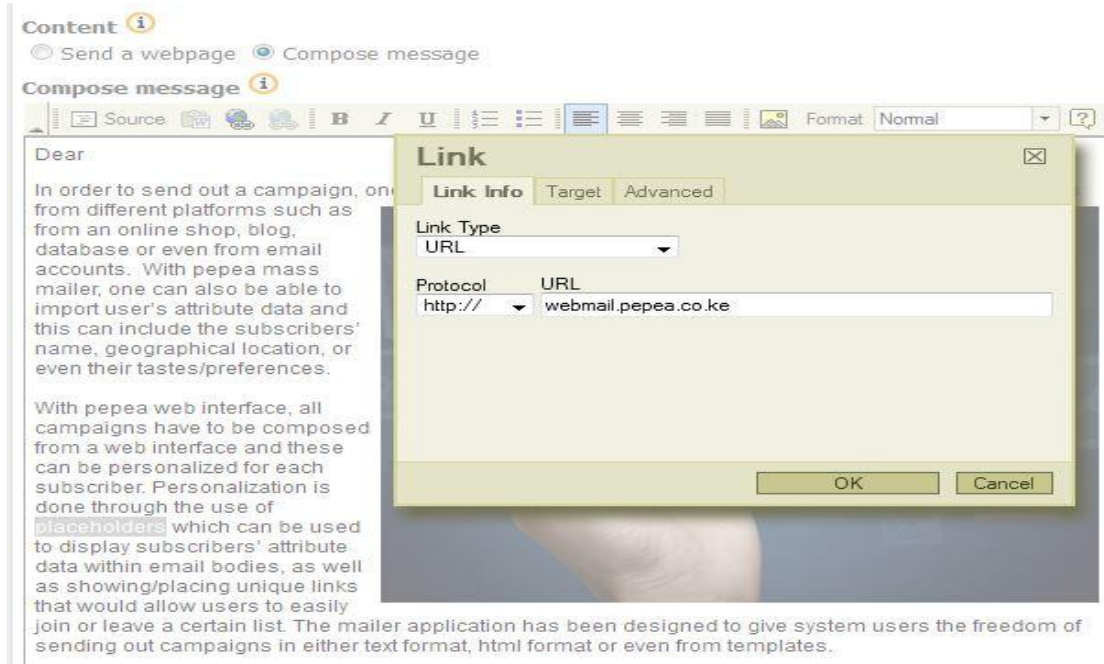 Content
Send a webpage Compose message
Compose message
Source B I U Format Normal
Dear
In order to send out a campaign,
from different platforms such as
from an online shop, blog,
database or even from email
accounts. With pepea mass
mailer, one can also be able to
import user's attribute data and
this can include the subscribers'
name, geographical location, or
even their tastes/preferences.
With pepea web interface, all
campaigns have to be composed
from a web interface and these
can be personalized for each
subscriber. Personalization is
done through the use of
placeholders which can be used
to display subscribers' attribute
data within email bodies, as well
as showing/placing unique links
that would allow users to easily
join or leave a certain list. The mailer application has been designed to give system users the freedom of
sending out campaigns in either text format, html format or even from templates.
Link
Link Info Target Advanced
Link Type
URL
Protocol URL
http:// webmail.pepea.co.ke
OK Cancel